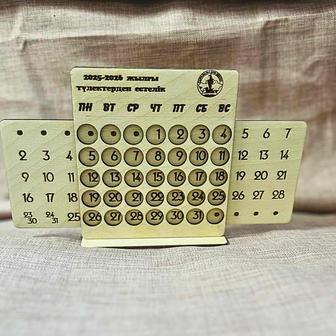 2025-2026 жылғы
түлектерден естелік
ПН ВТ СР ЧТ ПТ СБ ВС
• • • • 1 2 3 4 5 6 7
2 3 4 5 6 7 8 9 10 11 12 13 14
9 10 11 12 13 14 15 16 17 18 19 20 21
16 17 18 19 20 21 22 23 24 25 26 27 28
23 30 24 31 25 26 27 28 29 30 31 • • • •